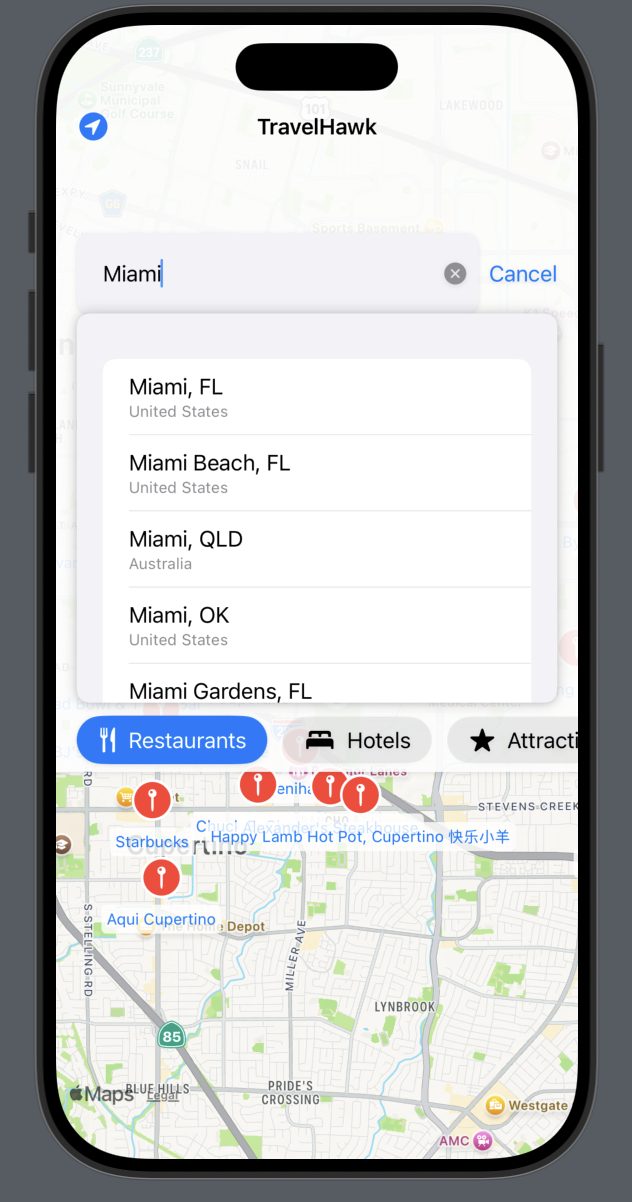 237
Sunnyvale
Municipal
Golf Course
101
LAKEWOOD
TravelHawk
SNAIL
Sports Basement
Miami
Cancel
Miami, FL
United States
Miami Beach, FL
United States
Miami, QLD
Australia
Miami, OK
United States
Miami Gardens, FL
Restaurants
Hotels
Attracti
STEVENS CREEK
Starbucks
Happy Lamb Hot Pot, Cupertino 快乐小羊
Aqui Cupertino
Home Depot
S STELLING RD
MILLER AVE
LYNBROOK
85
Maps
BLUE HILLS
Legal
PRIDE'S
CROSSING
Westgate
AMC